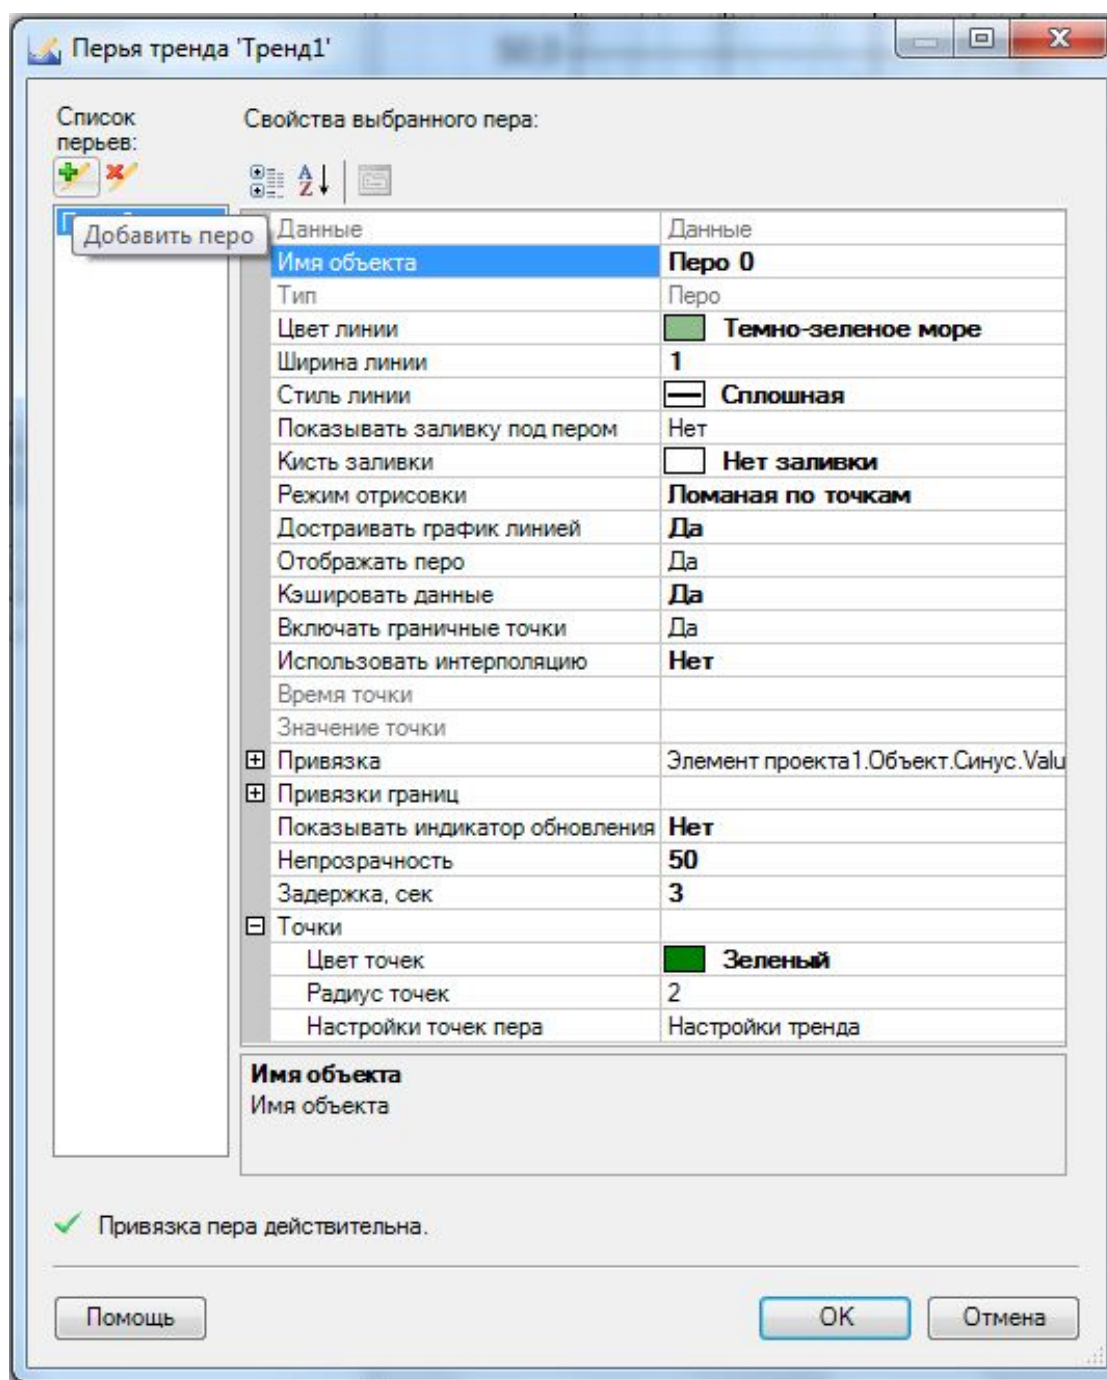 Перья тренда 'Тренд1'
Список
перьев:
Свойства выбранного пера:
Добавить перо
Данные Данные
Имя объекта Перо 0
Тип Перо
Цвет линии Темно-зеленое море
Ширина линии 1
Стиль линии Сплошная
Показывать заливку под пером Нет
Кисть заливки Нет заливки
Режим отрисовки Ломаная по точкам
Достраивать график линией Да
Отображать перо Да
Кэшировать данные Да
Включать граничные точки Да
Использовать интерполяцию Нет
Время точки
Значение точки
Привязка Элемент проекта1.Объект.Синус.Valu
Привязки границ
Показывать индикатор обновления Нет
Непрозрачность 50
Задержка, сек 3
Точки
Цвет точек Зеленый
Радиус точек 2
Настройки точек пера Настройки тренда
Имя объекта
Имя объекта
Привязка пера действительна.
Помощь OK Отмена